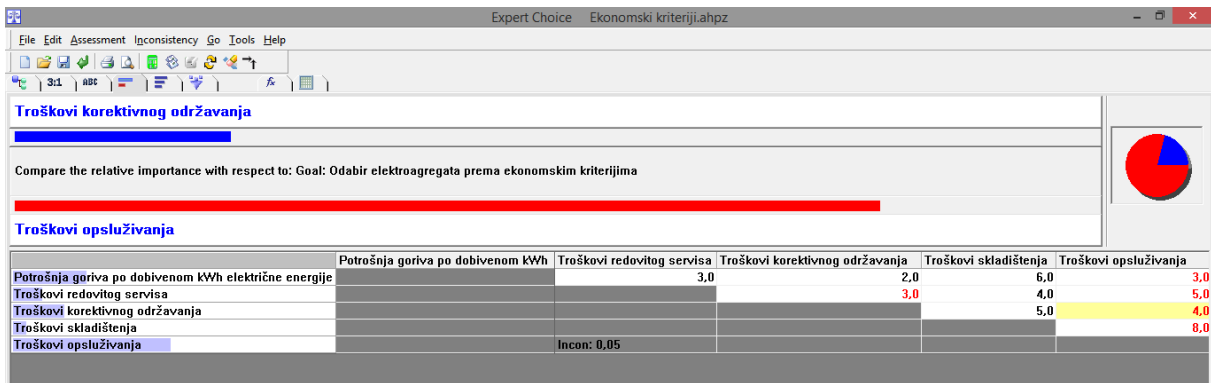 Expert Choice Ekonomski kriteriji.ahpz
File Edit Assessment Inconsistency Go Tools Help
3:1 ABC fx
Troškovi korektivnog održavanja
Compare the relative importance with respect to: Goal: Odabir elektroagregata prema ekonomskim kriterijima
Troškovi opsluživanja
Potrošnja goriva po dobivenom kWh Troškovi redovitog servisa Troškovi korektivnog održavanja Troškovi skladištenja Troškovi opsluživanja
Potrošnja goriva po dobivenom kWh električne energije 3,0 2,0 6,0 3,0
Troškovi redovitog servisa 3,0 4,0 5,0
Troškovi korektivnog održavanja 5,0 4,0
Troškovi skladištenja 8,0
Troškovi opsluživanja Incon: 0,05